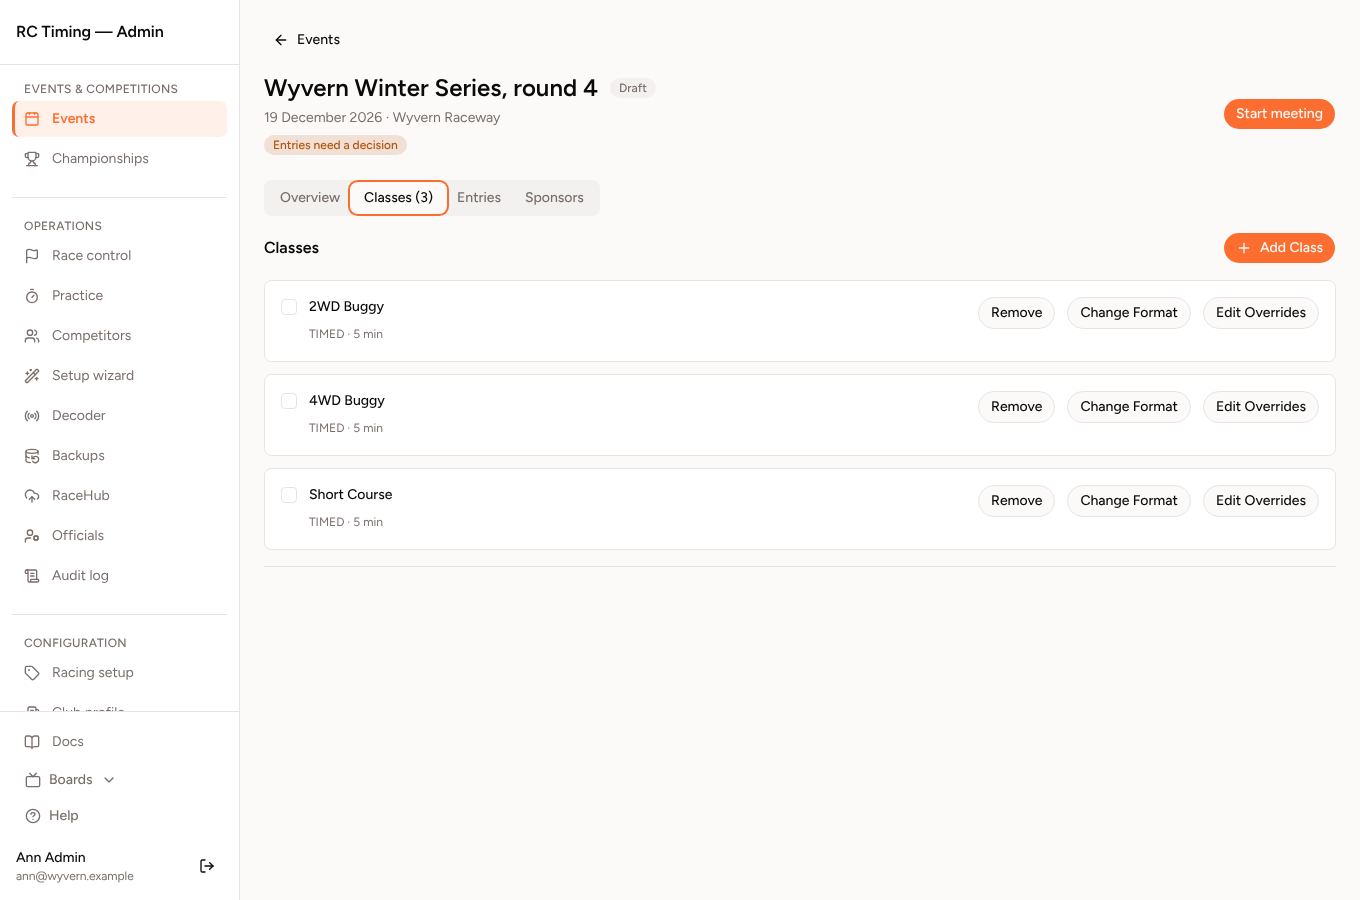 RC Timing — Admin
EVENTS & COMPETITIONS
Events
Championships
OPERATIONS
Race control
Practice
Competitors
Setup wizard
Decoder
Backups
RaceHub
Officials
Audit log
CONFIGURATION
Racing setup
Club profile
Docs
Boards
Help
Ann Admin
ann@wyvern.example
Events
Wyvern Winter Series, round 4 Draft
19 December 2026 · Wyvern Raceway
Entries need a decision
Start meeting
Overview Classes (3) Entries Sponsors
Classes
Add Class
2WD Buggy
TIMED · 5 min
Remove Change Format Edit Overrides
4WD Buggy
TIMED · 5 min
Remove Change Format Edit Overrides
Short Course
TIMED · 5 min
Remove Change Format Edit Overrides